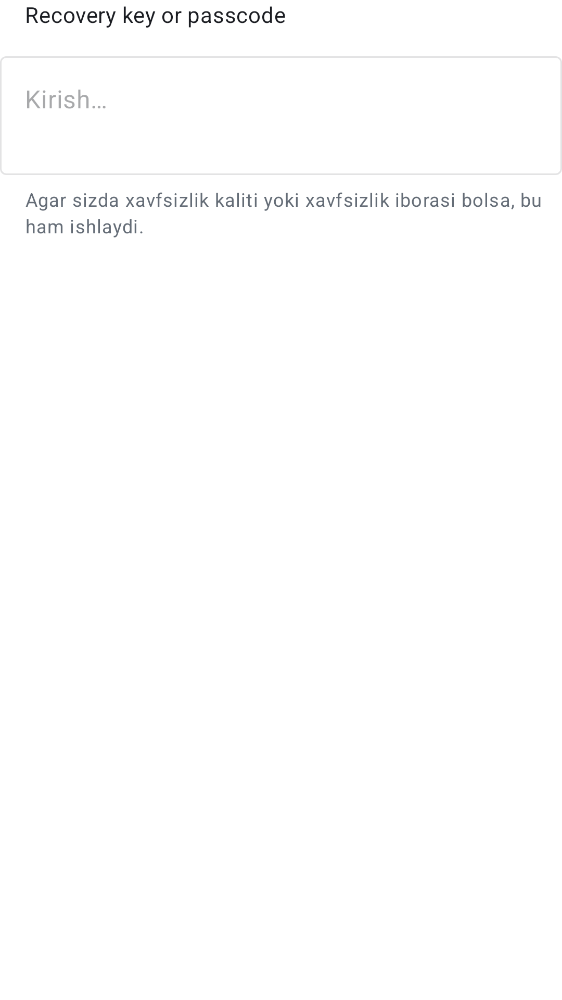 Recovery key or passcode
Kirish…
Agar sizda xavfsizlik kaliti yoki xavfsizlik iborasi bolsa, bu
ham ishlaydi.